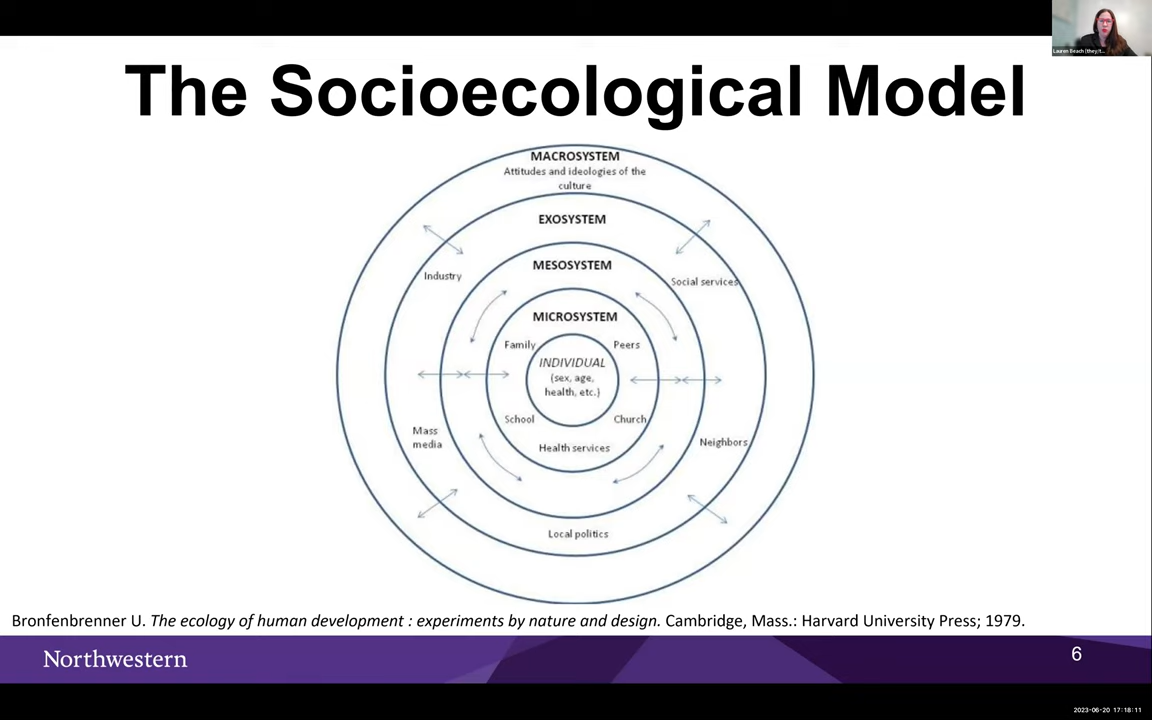 Lauren Beach (they/t...
The Socioecological Model
MACROSYSTEM
Attitudes and ideologies of the
culture
EXOSYSTEM
MESOSYSTEM
Industry
Social services
MICROSYSTEM
Family
Peers
INDIVIDUAL
(sex, age,
health, etc.)
School
Church
Mass
media
Neighbors
Health services
Local politics
Bronfenbrenner U. The ecology of human development : experiments by nature and design. Cambridge, Mass.: Harvard University Press; 1979.
Northwestern
6
2023-06-20 17:18:11